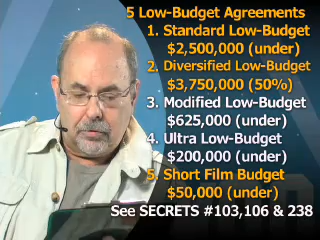 5 Low-Budget Agreements
1. Standard Low-Budget
$2,500,000 (under)
2. Diversified Low-Budget
$3,750,000 (50%)
3. Modified Low-Budget
$625,000 (under)
4. Ultra Low-Budget
$200,000 (under)
5. Short Film Budget
$50,000 (under)
See SECRETS #103,106 & 238